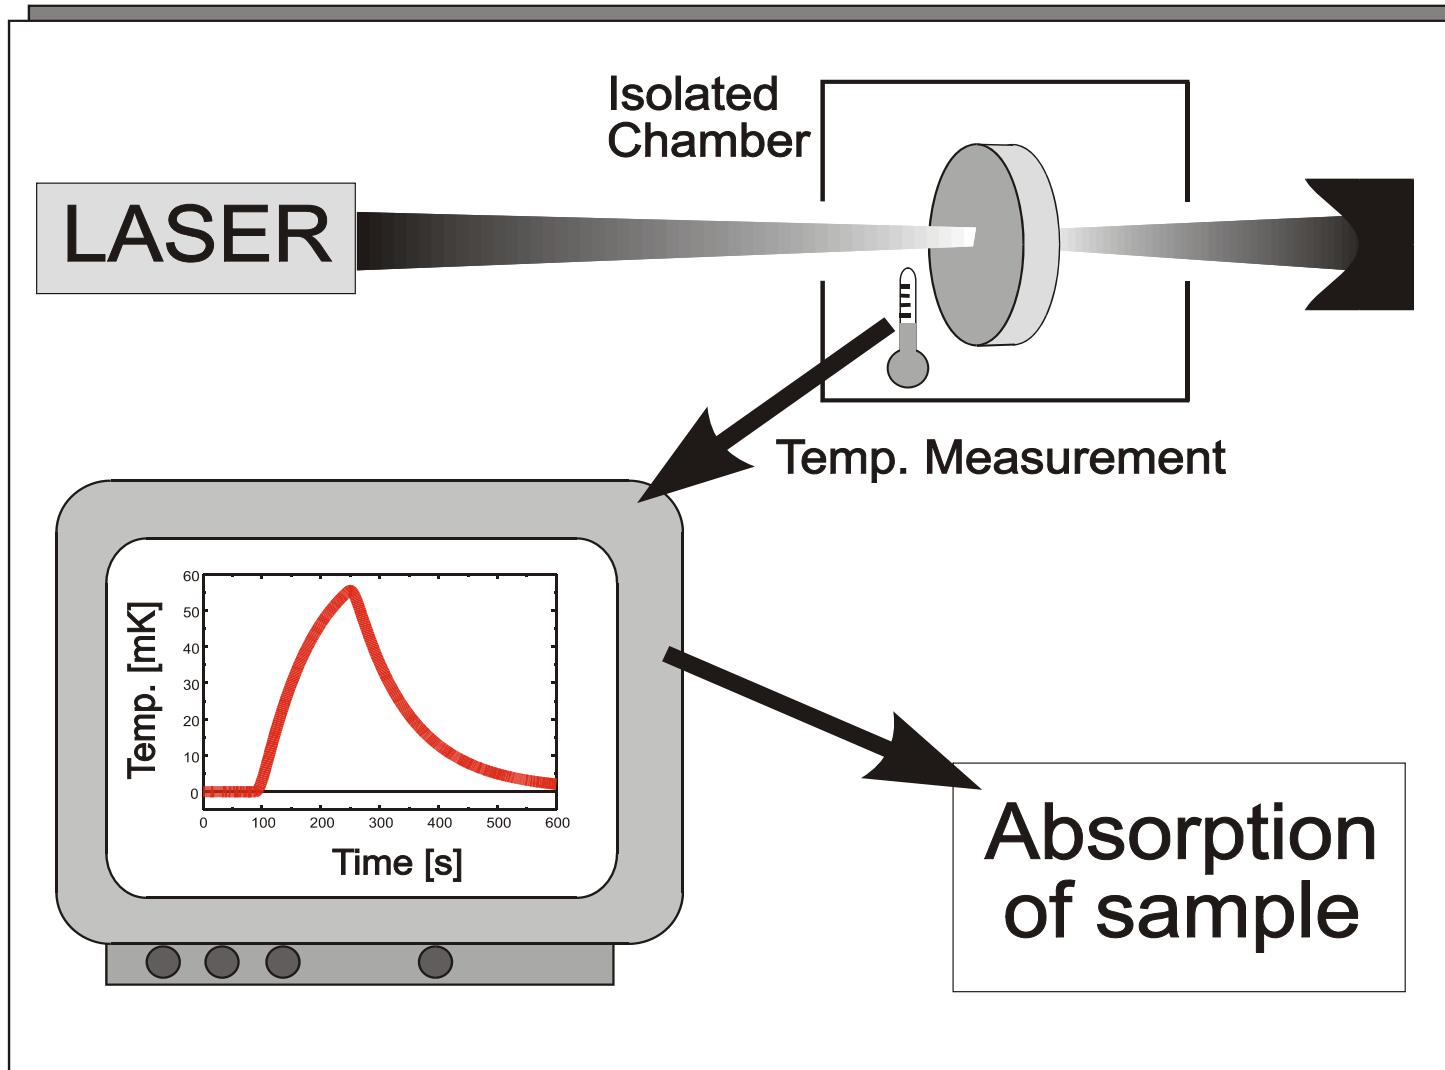 Isolated
Chamber
LASER
Temp. Measurement
Temp. [mK]
60
50
40
30
20
10
0
0 100 200 300 400 500 600
Time [s]
Absorption
of sample